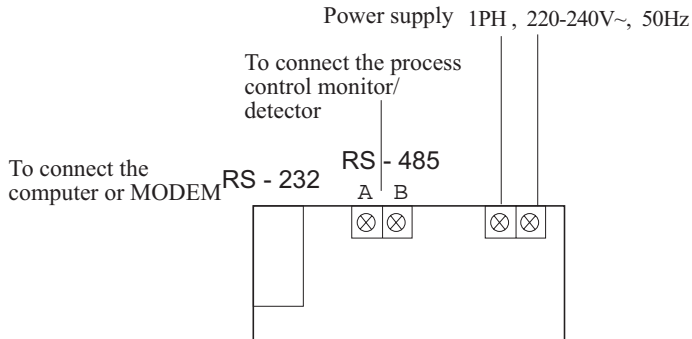 Power supply 1PH , 220-240V~, 50Hz
To connect the process
control monitor/
detector
RS - 485
To connect the
computer or MODEM
RS - 232
A B